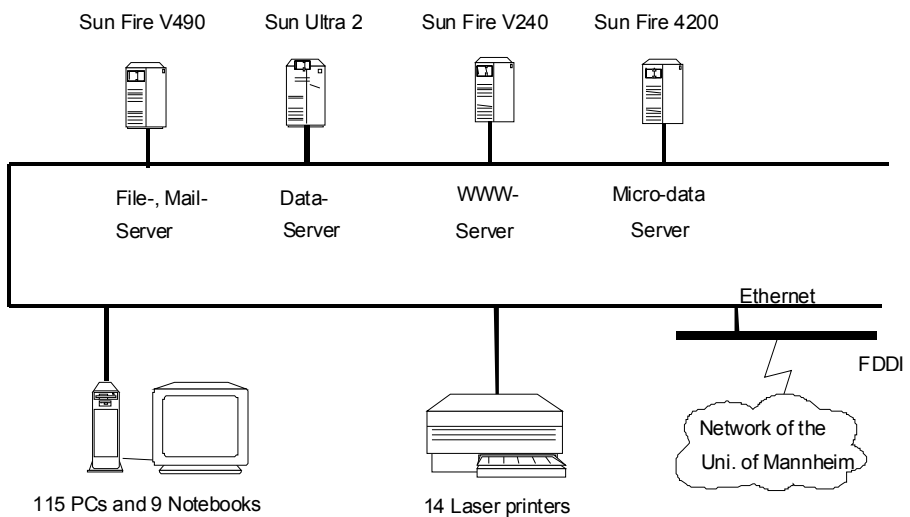 Sun Fire V490
Sun Ultra 2
Sun Fire V240
Sun Fire 4200
File-, Mail-
Server
Data-
Server
WWW-
Server
Micro-data
Server
Ethernet
FDDI
Network of the
Uni. of Mannheim
115 PCs and 9 Notebooks
14 Laser printers